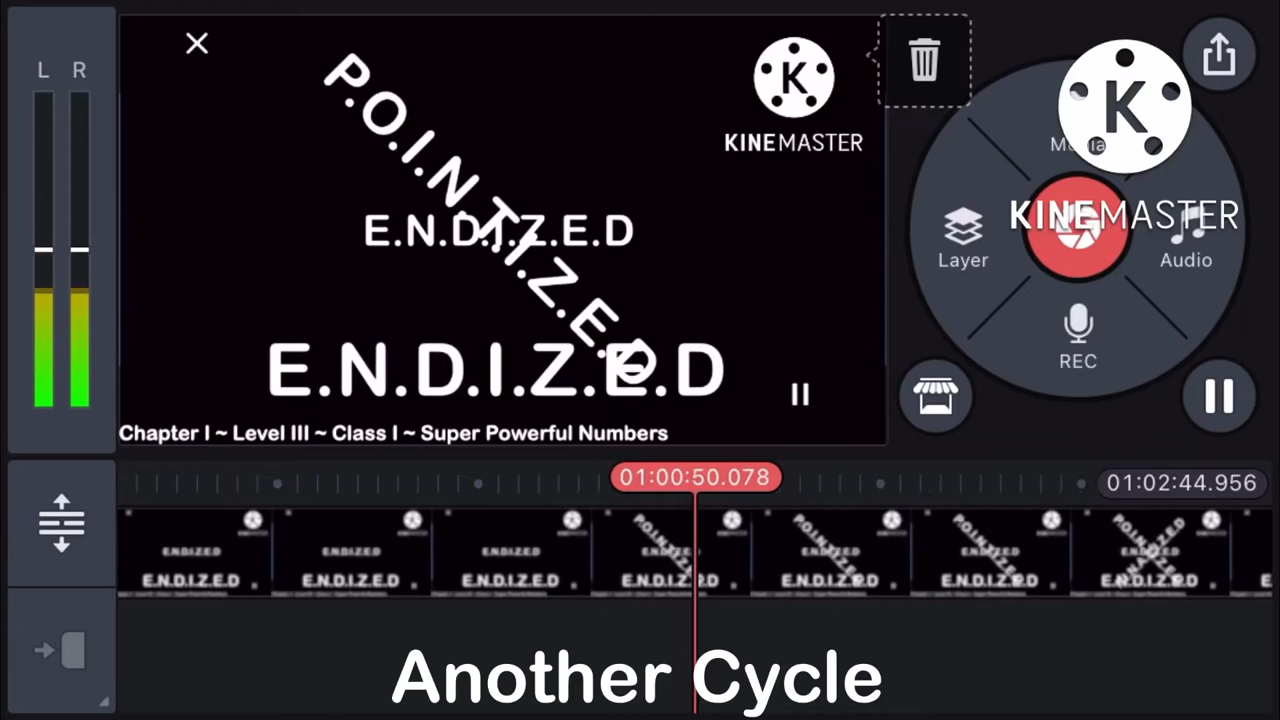 L R
P.O.I.N.T.I.Z.E.D
KINEMASTER
E.N.D.I.Z.E.D
E.N.D.I.Z.E.D
Chapter I ~ Level III ~ Class I ~ Super Powerful Numbers
K
K
KINEMASTER
Media
Layer
Audio
REC
01:00:50.078
01:02:44.956
E.N.D.I.Z.E.D
E.N.D.I.Z.E.D
E.N.D.I.Z.E.D
E.N.D.I.Z.E.D
E.N.D.I.Z.E.D
E.N.D.I.Z.E.D
Another Cycle